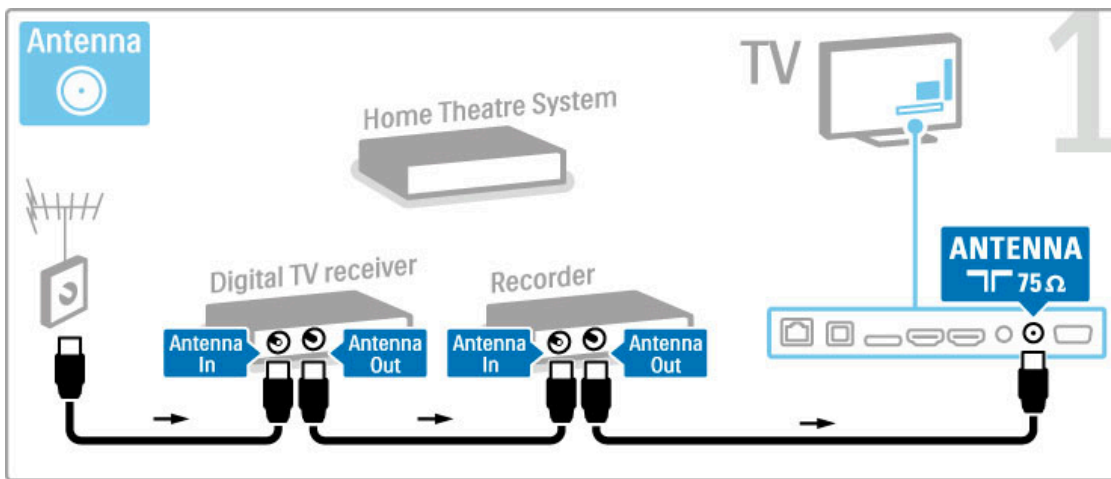 Antenna
TV
1
Home Theatre System
ANTENNA
75 Ω
Digital TV receiver
Recorder
Antenna
In
Antenna
Out
Antenna
In
Antenna
Out